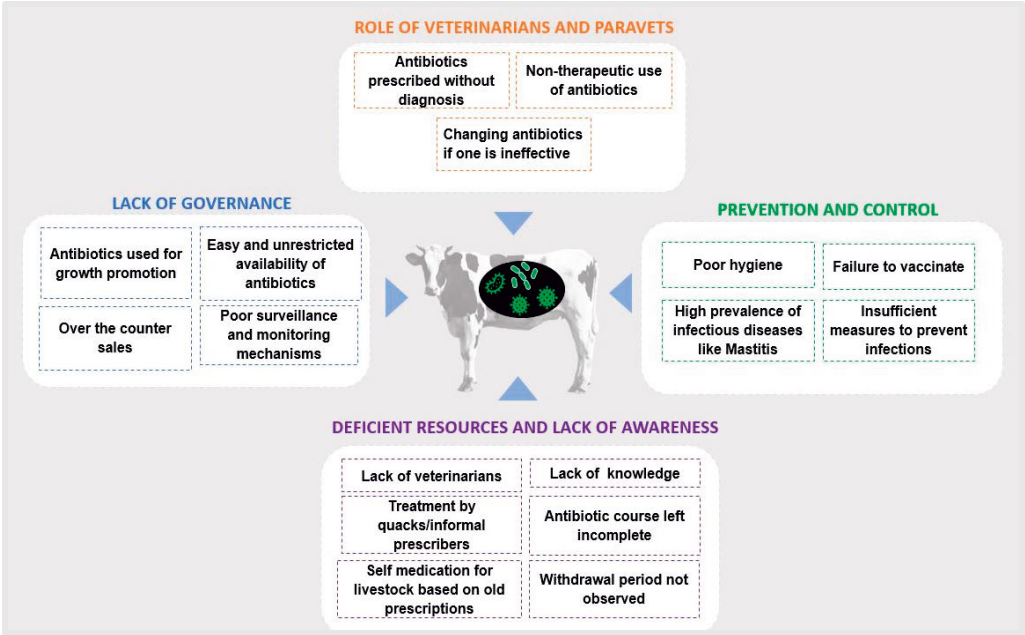 ROLE OF VETERINARIANS AND PARAVETS
Antibiotics
prescribed without
diagnosis
Non-therapeutic use
of antibiotics
Changing antibiotics
if one is ineffective
LACK OF GOVERNANCE
Antibiotics used for
growth promotion
Easy and unrestricted
availability of
antibiotics
Over the counter
sales
Poor surveillance
and monitoring
mechanisms
PREVENTION AND CONTROL
Poor hygiene
Failure to vaccinate
High prevalence of
infectious diseases
like Mastitis
Insufficient
measures to prevent
infections
DEFICIENT RESOURCES AND LACK OF AWARENESS
Lack of veterinarians
Lack of knowledge
Treatment by
quacks/informal
prescribers
Antibiotic course left
incomplete
Self medication for
livestock based on old
prescriptions
Withdrawal period not
observed